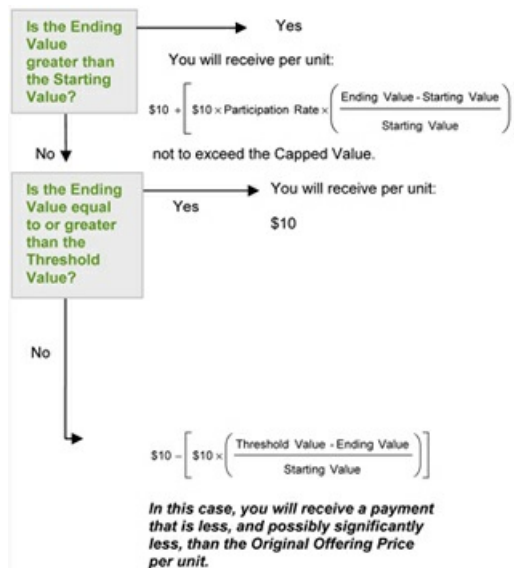 Is the Ending
Value
greater than
the Starting
Value?
Yes
You will receive per unit:
$10 + [ $10 × Participation Rate × ( Ending Value - Starting Value
Starting Value )
No
not to exceed the Capped Value.
Is the Ending
Value equal
to or greater
than the
Threshold
Value?
Yes
You will receive per unit:
$10
No
$10 − [ $10 × ( Threshold Value - Ending Value
Starting Value ) ]
In this case, you will receive a payment
that is less, and possibly significantly
less, than the Original Offering Price
per unit.